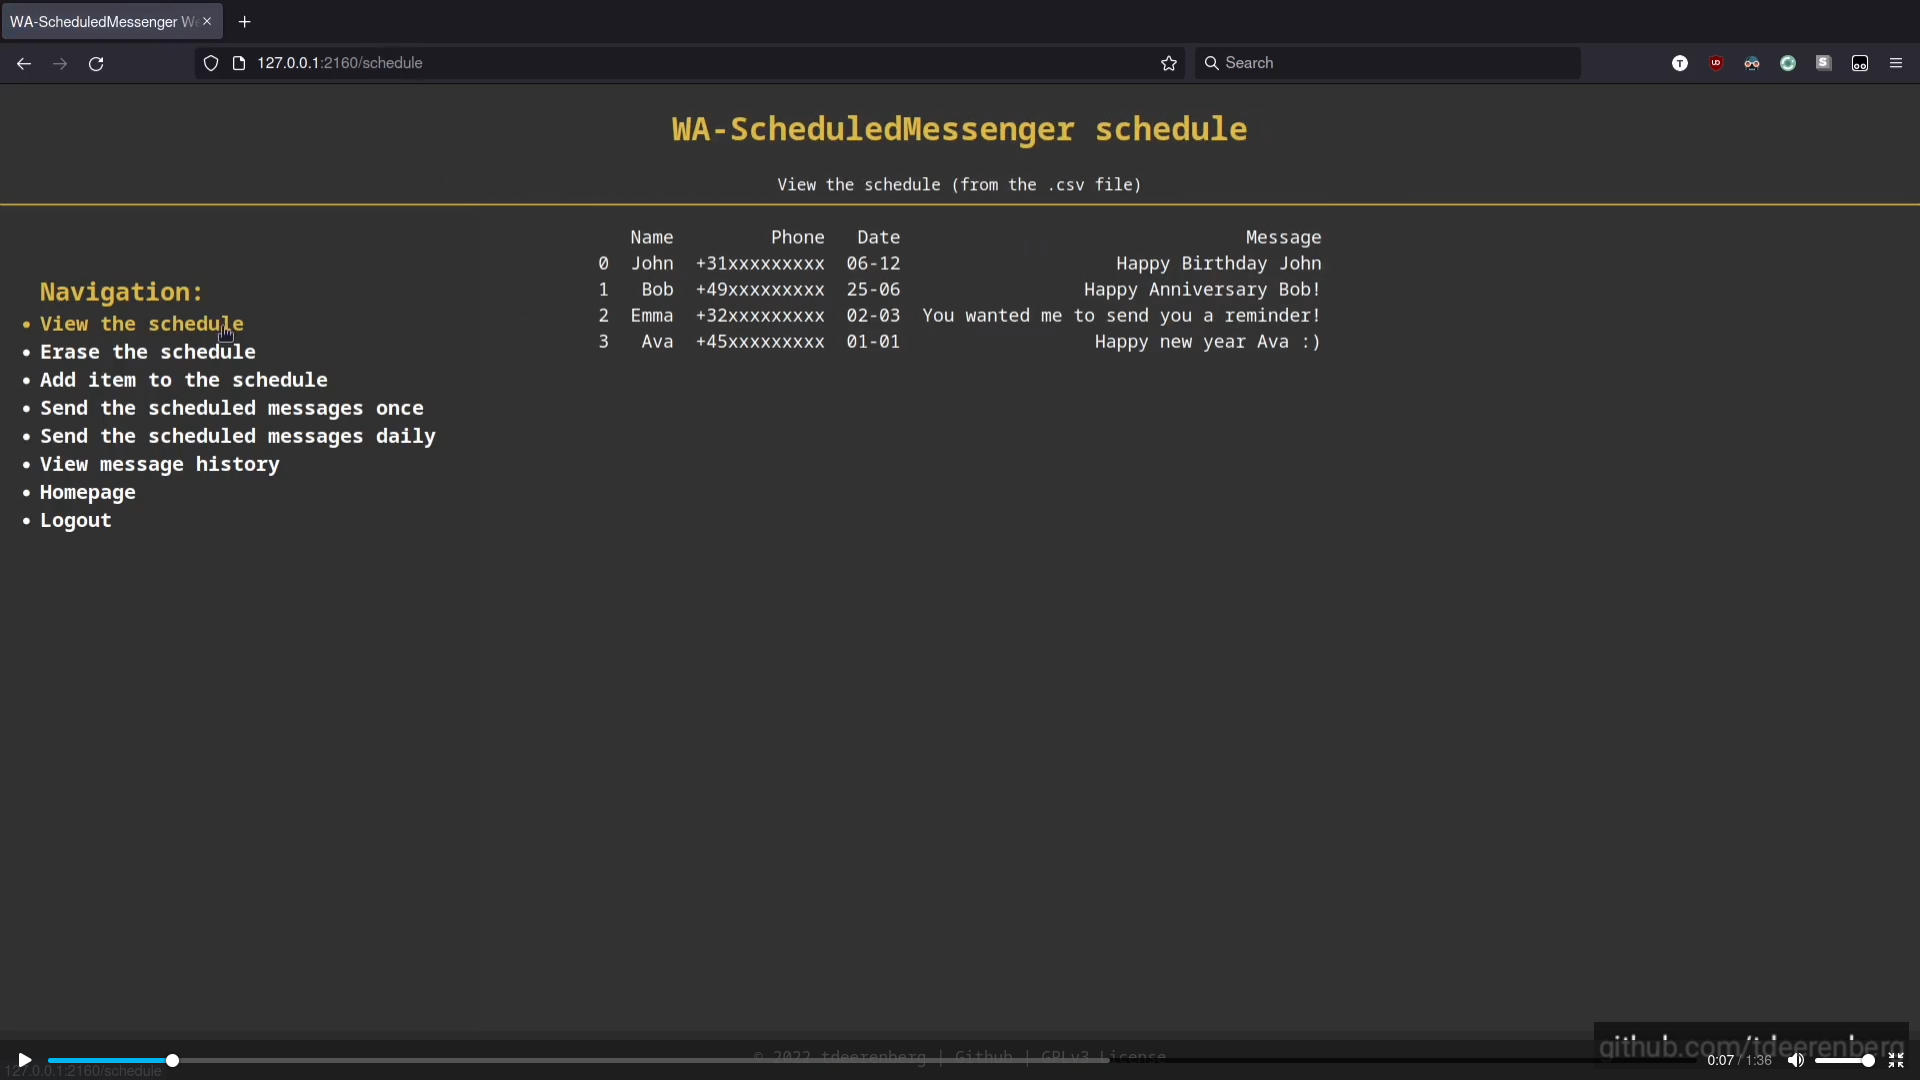 WA-ScheduledMessenger We
127.0.0.1:2160/schedule
Search
WA-ScheduledMessenger schedule
View the schedule (from the .csv file)
Name Phone Date Message
0 John +31xxxxxxxxx 06-12 Happy Birthday John
1 Bob +49xxxxxxxxx 25-06 Happy Anniversary Bob!
2 Emma +32xxxxxxxxx 02-03 You wanted me to send you a reminder!
3 Ava +45xxxxxxxxx 01-01 Happy new year Ava :)
Navigation:
• View the schedule
• Erase the schedule
• Add item to the schedule
• Send the scheduled messages once
• Send the scheduled messages daily
• View message history
• Homepage
• Logout
© 2022 tdeerenberg | Github | GPLv3 License
github.com/tdeerenberg
0:07 / 1:36
127.0.0.1:2160/schedule